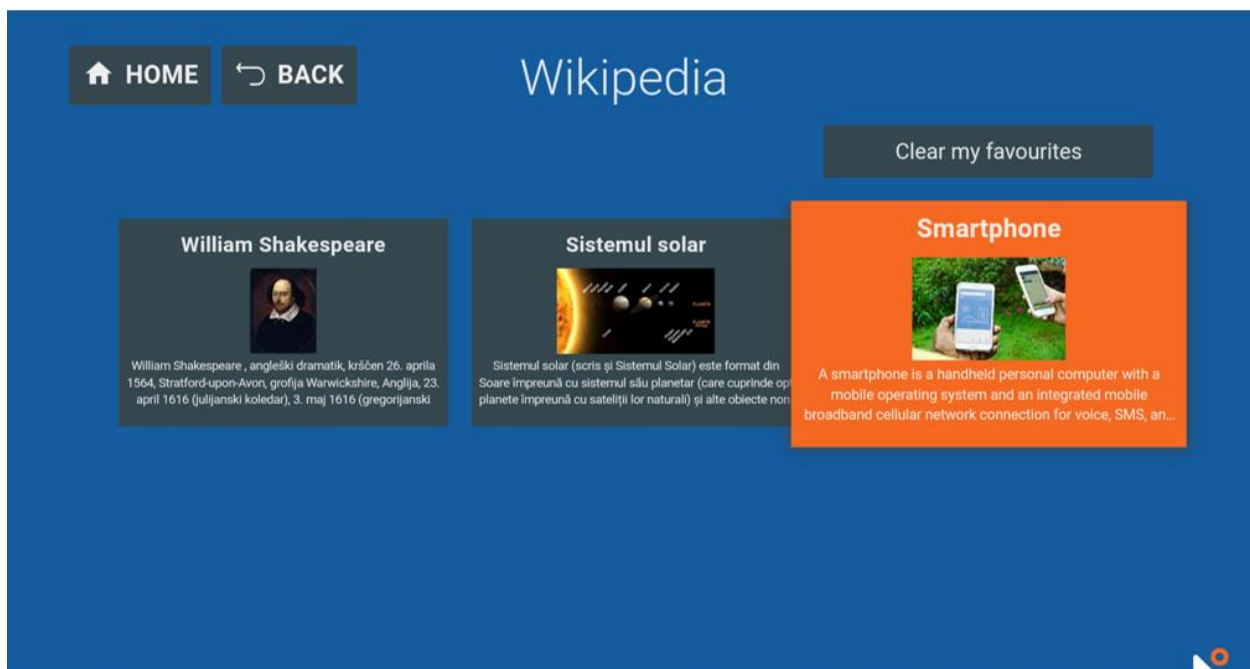 HOME
BACK
Wikipedia
Clear my favourites
William Shakespeare
William Shakespeare , angleški dramatik, krščen 26. aprila
1564, Stratford-upon-Avon, grofija Warwickshire, Anglija, 23.
april 1616 (julijanski koledar), 3. maj 1616 (gregorijanski
Sistemul solar
Sistemul solar (scris și Sistemul Solar) este format din
Soare împreună cu sistemul său planetar (care cuprinde opt
planete împreună cu sateliții lor naturali) și alte obiecte non
Smartphone
A smartphone is a handheld personal computer with a
mobile operating system and an integrated mobile
broadband cellular network connection for voice, SMS, an...